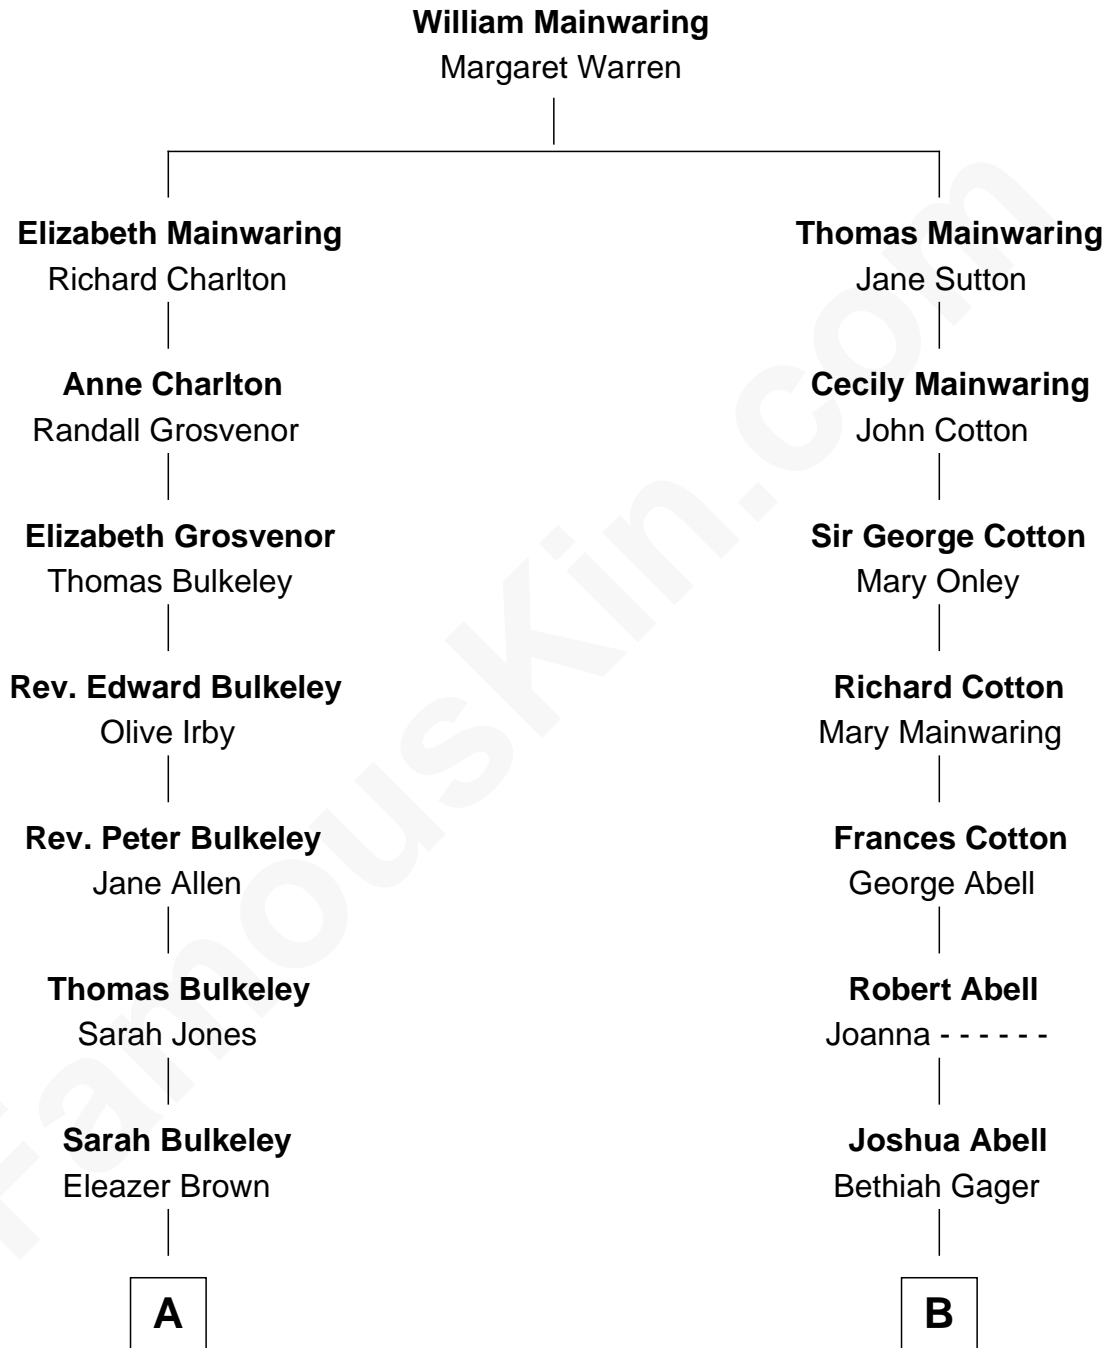 William Mainwaring
Margaret Warren
Elizabeth Mainwaring
Richard Charlton
Anne Charlton
Randall Grosvenor
Elizabeth Grosvenor
Thomas Bulkeley
Rev. Edward Bulkeley
Olive Irby
Rev. Peter Bulkeley
Jane Allen
Thomas Bulkeley
Sarah Jones
Sarah Bulkeley
Eleazer Brown
A
Thomas Mainwaring
Jane Sutton
Cecily Mainwaring
John Cotton
Sir George Cotton
Mary Onley
Richard Cotton
Mary Mainwaring
Frances Cotton
George Abell
Robert Abell
Joanna - - - - - -
Joshua Abell
Bethiah Gager
B
FamousKin.com